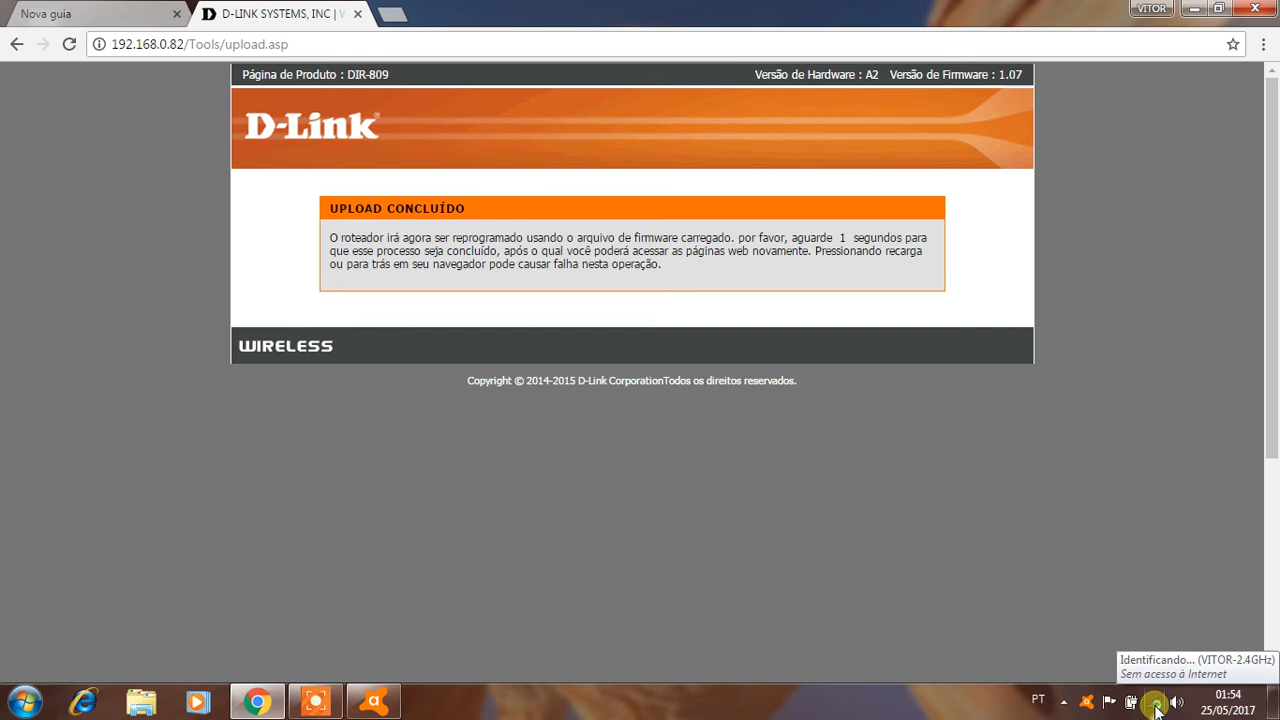 Nova guia
D-LINK SYSTEMS, INC | W
VITOR
192.168.0.82/Tools/upload.asp
Página de Produto : DIR-809
Versão de Hardware : A2 Versão de Firmware : 1.07
D-Link
UPLOAD CONCLUÍDO
O roteador irá agora ser reprogramado usando o arquivo de firmware carregado. por favor, aguarde 1 segundos para
que esse processo seja concluído, após o qual você poderá acessar as páginas web novamente. Pressionando recarga
ou para trás em seu navegador pode causar falha nesta operação.
WIRELESS
Copyright © 2014-2015 D-Link CorporationTodos os direitos reservados.
Identificando... (VITOR-2.4GHz)
Sem acesso à Internet
PT
01:54
25/05/2017